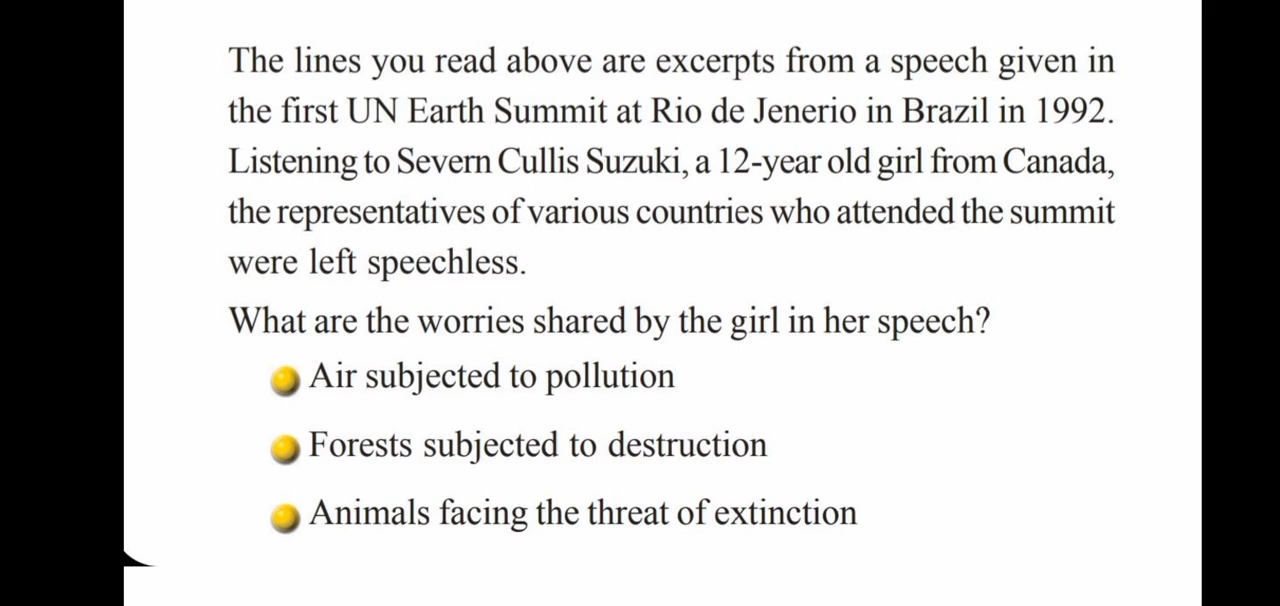 The lines you read above are excerpts from a speech given in
the first UN Earth Summit at Rio de Jenerio in Brazil in 1992.
Listening to Severn Cullis Suzuki, a 12-year old girl from Canada,
the representatives of various countries who attended the summit
were left speechless.
What are the worries shared by the girl in her speech?
Air subjected to pollution
Forests subjected to destruction
Animals facing the threat of extinction